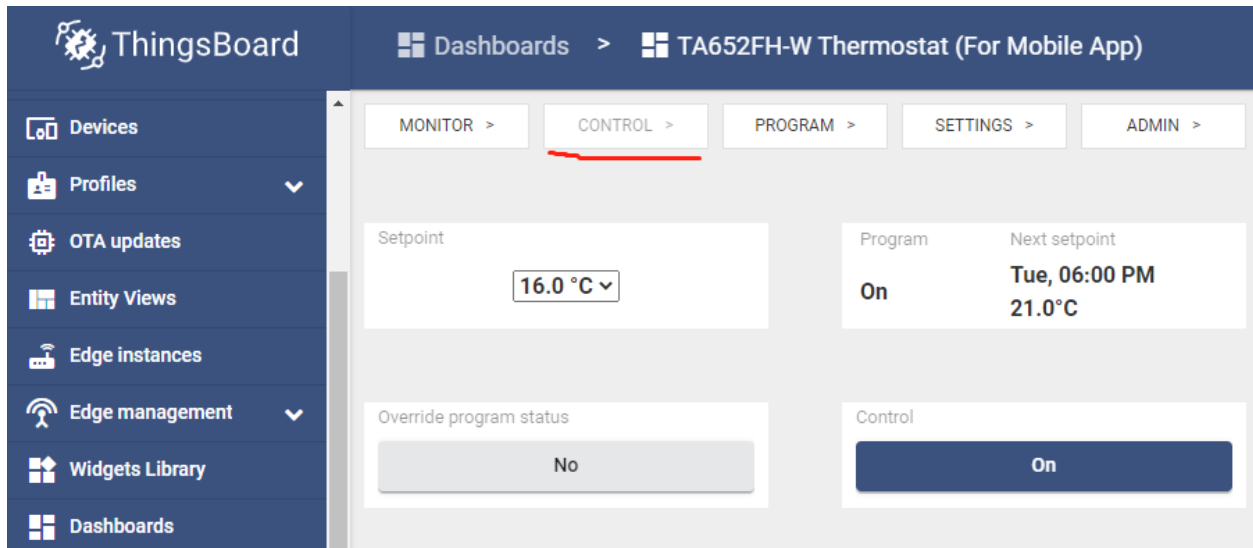 ThingsBoard
Dashboards > TA652FH-W Thermostat (For Mobile App)
Devices
Profiles
OTA updates
Entity Views
Edge instances
Edge management
Widgets Library
Dashboards
MONITOR > CONTROL > PROGRAM > SETTINGS > ADMIN >
Setpoint
16.0 °C
Program Next setpoint
On Tue, 06:00 PM
21.0°C
Override program status
No
Control
On